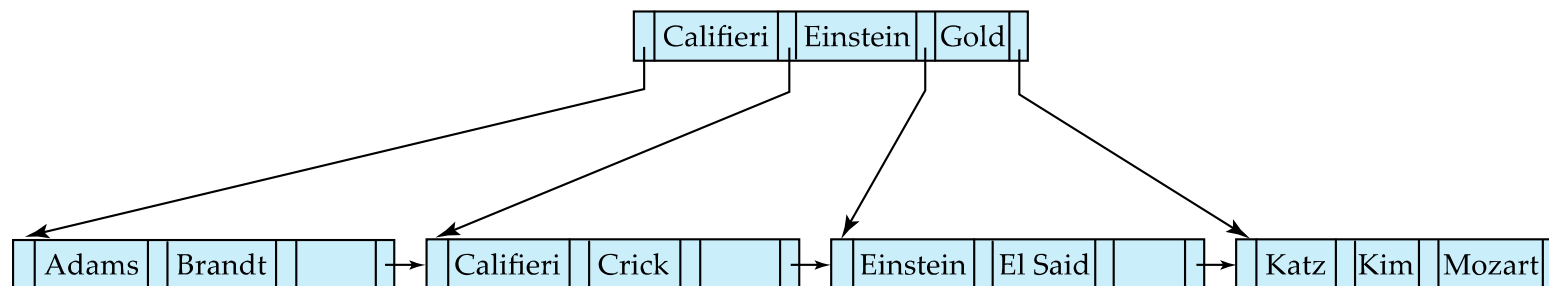 Califieri Einstein Gold
Adams Brandt Califieri Crick Einstein El Said Katz Kim Mozart